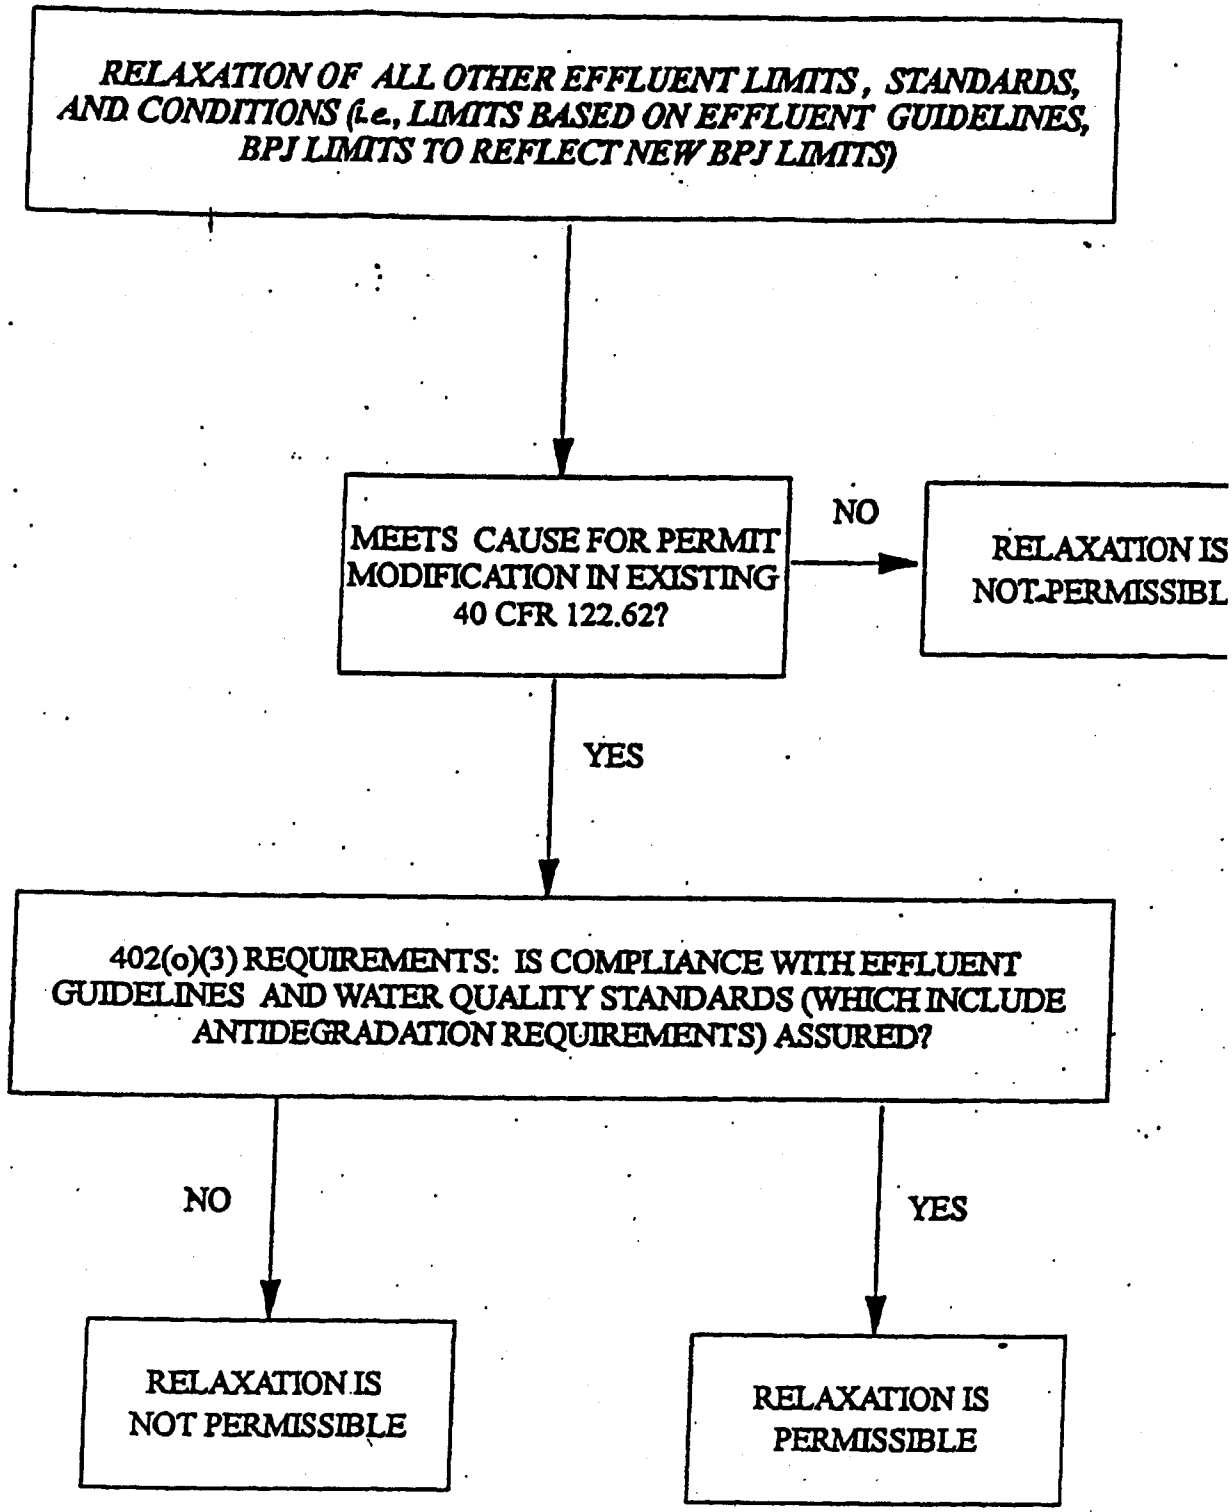 RELAXATION OF ALL OTHER EFFLUENT LIMITS, STANDARDS,
AND CONDITIONS (i.e., LIMITS BASED ON EFFLUENT GUIDELINES,
BPJ LIMITS TO REFLECT NEW BPJ LIMITS)
MEETS CAUSE FOR PERMIT
MODIFICATION IN EXISTING
40 CFR 122.62?
NO
RELAXATION IS
NOT PERMISSIBL
YES
402(o)(3) REQUIREMENTS: IS COMPLIANCE WITH EFFLUENT
GUIDELINES AND WATER QUALITY STANDARDS (WHICH INCLUDE
ANTIDEGRADATION REQUIREMENTS) ASSURED?
NO
YES
RELAXATION IS
NOT PERMISSIBLE
RELAXATION IS
PERMISSIBLE